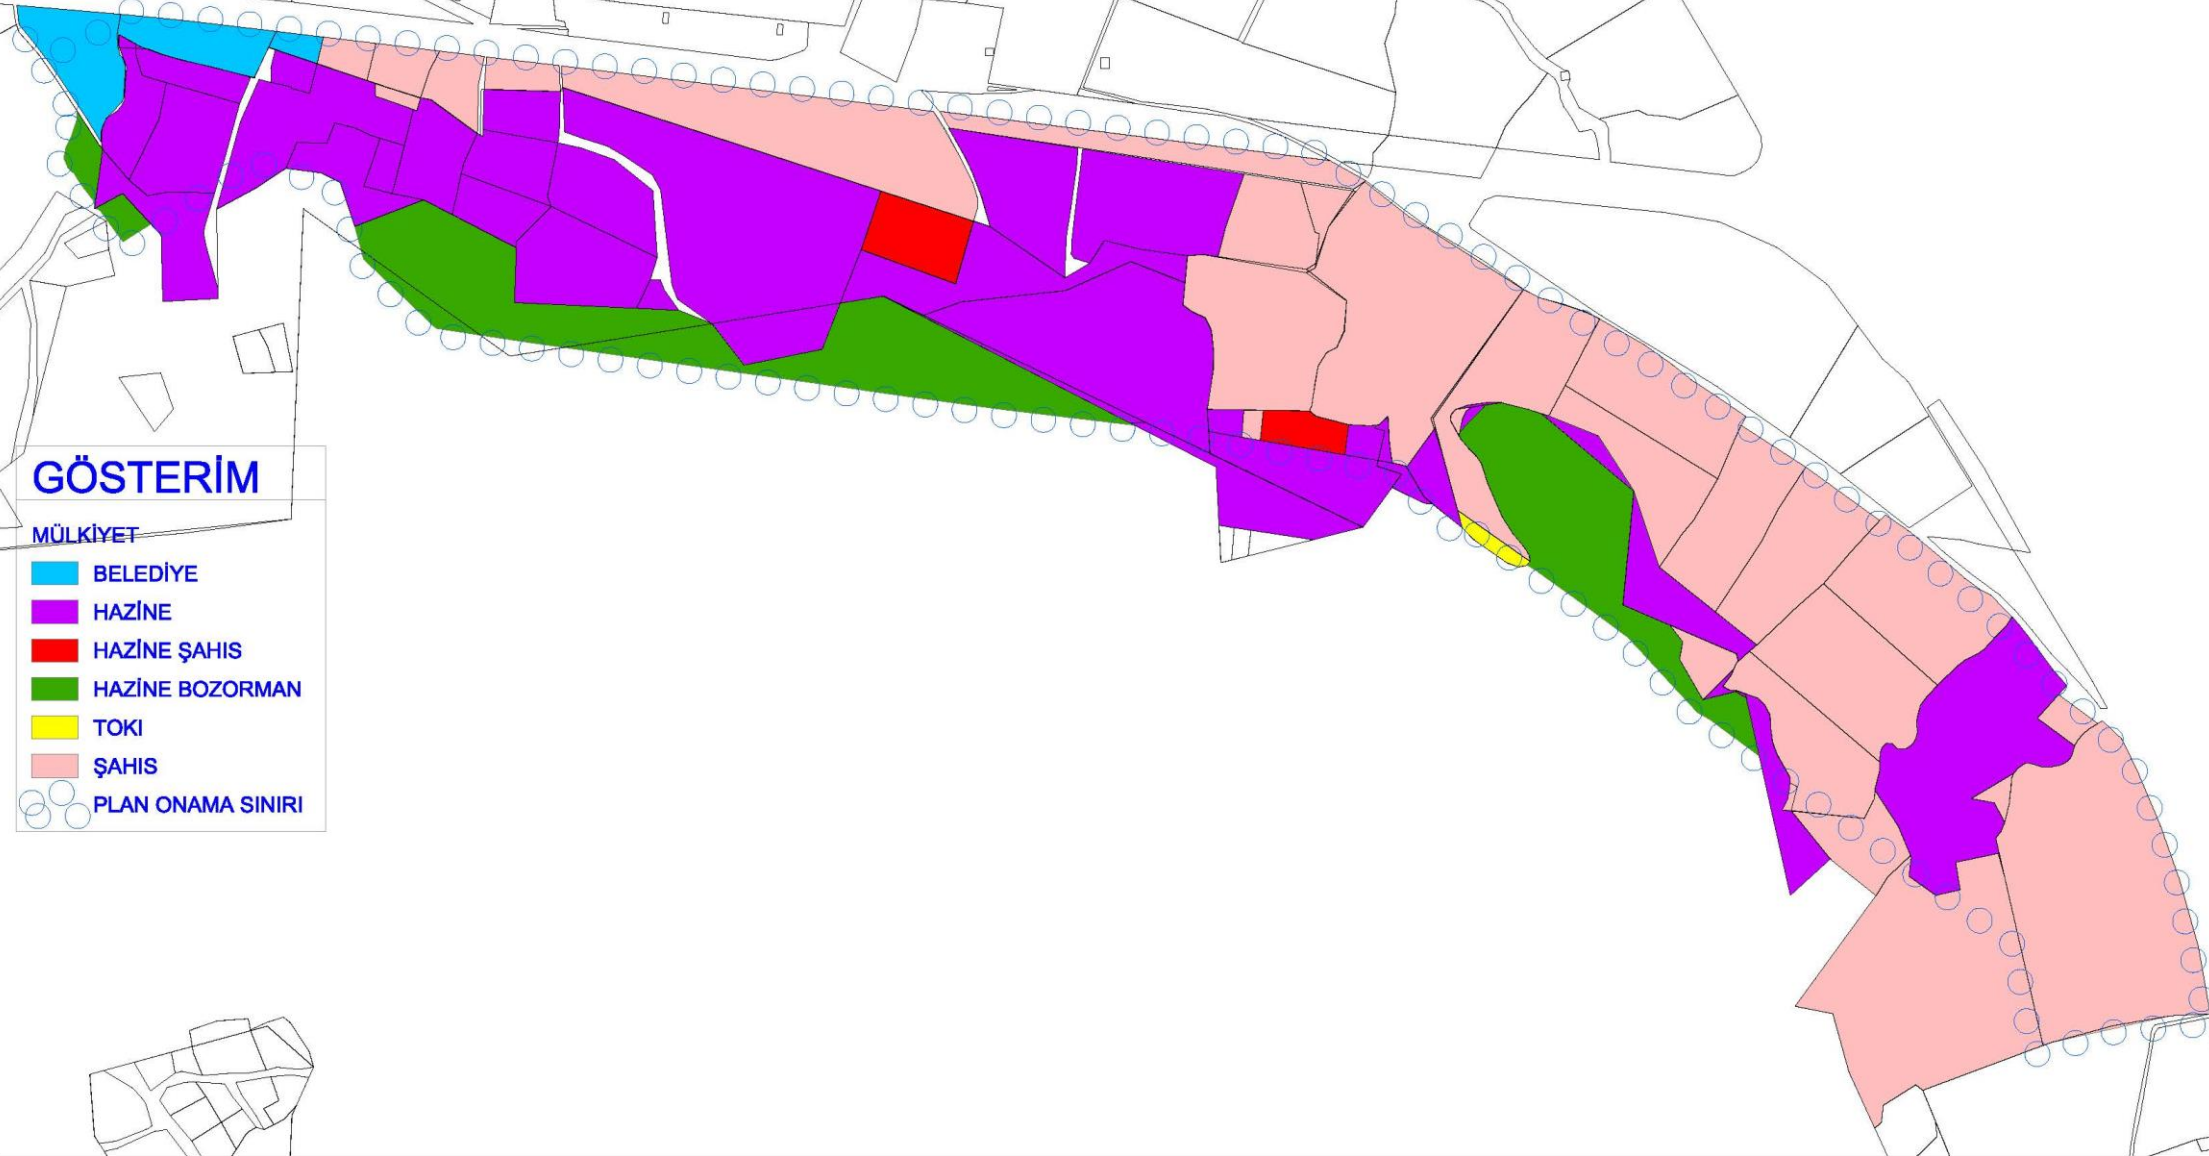 GÖSTERİM
MÜLKİYET
BELEDİYE
HAZİNE
HAZİNE ŞAHIS
HAZİNE BOZORMAN
TOKI
ŞAHIS
PLAN ONAMA SINIRI